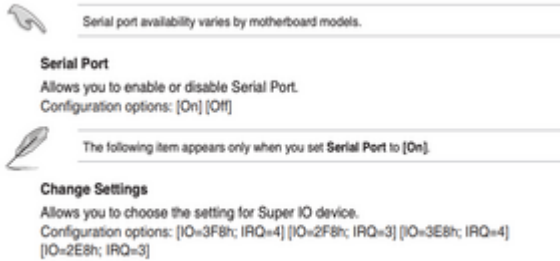 Serial port availability varies by motherboard models.
Serial Port
Allows you to enable or disable Serial Port.
Configuration options: [On] [Off]
The following item appears only when you set Serial Port to [On].
Change Settings
Allows you to choose the setting for Super IO device.
Configuration options: [IO=3F8h; IRQ=4] [IO=2F8h; IRQ=3] [IO=3E8h; IRQ=4]
[IO=2E8h; IRQ=3]